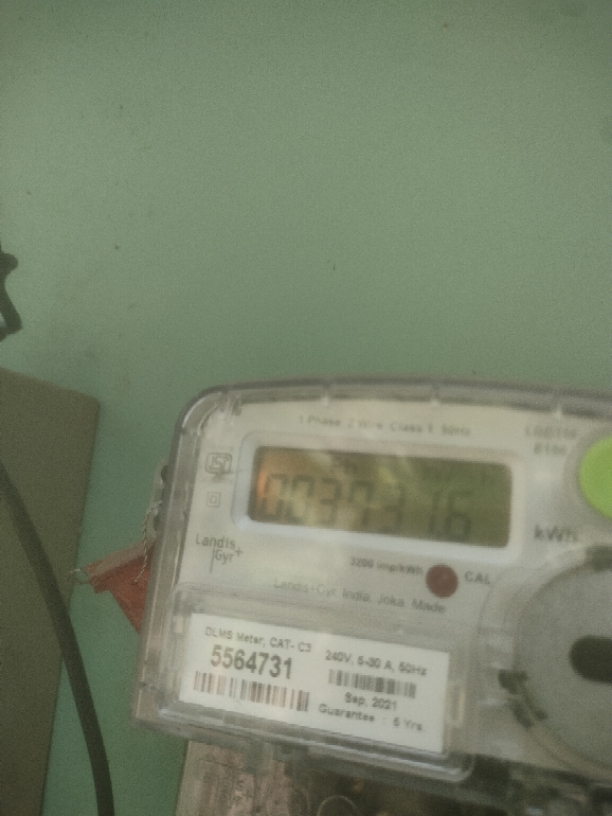 1 Phase 2 Wire Class 1 50Hz
kWh
Landis
Gyr+
3200 imp/kWh
CAL
Landis+Gyr, India, Joka, Made
DLMS Meter, CAT- C3
5564731
240V, 5-30 A, 50Hz
Sep, 2021
Guarantee : 5 Yrs.